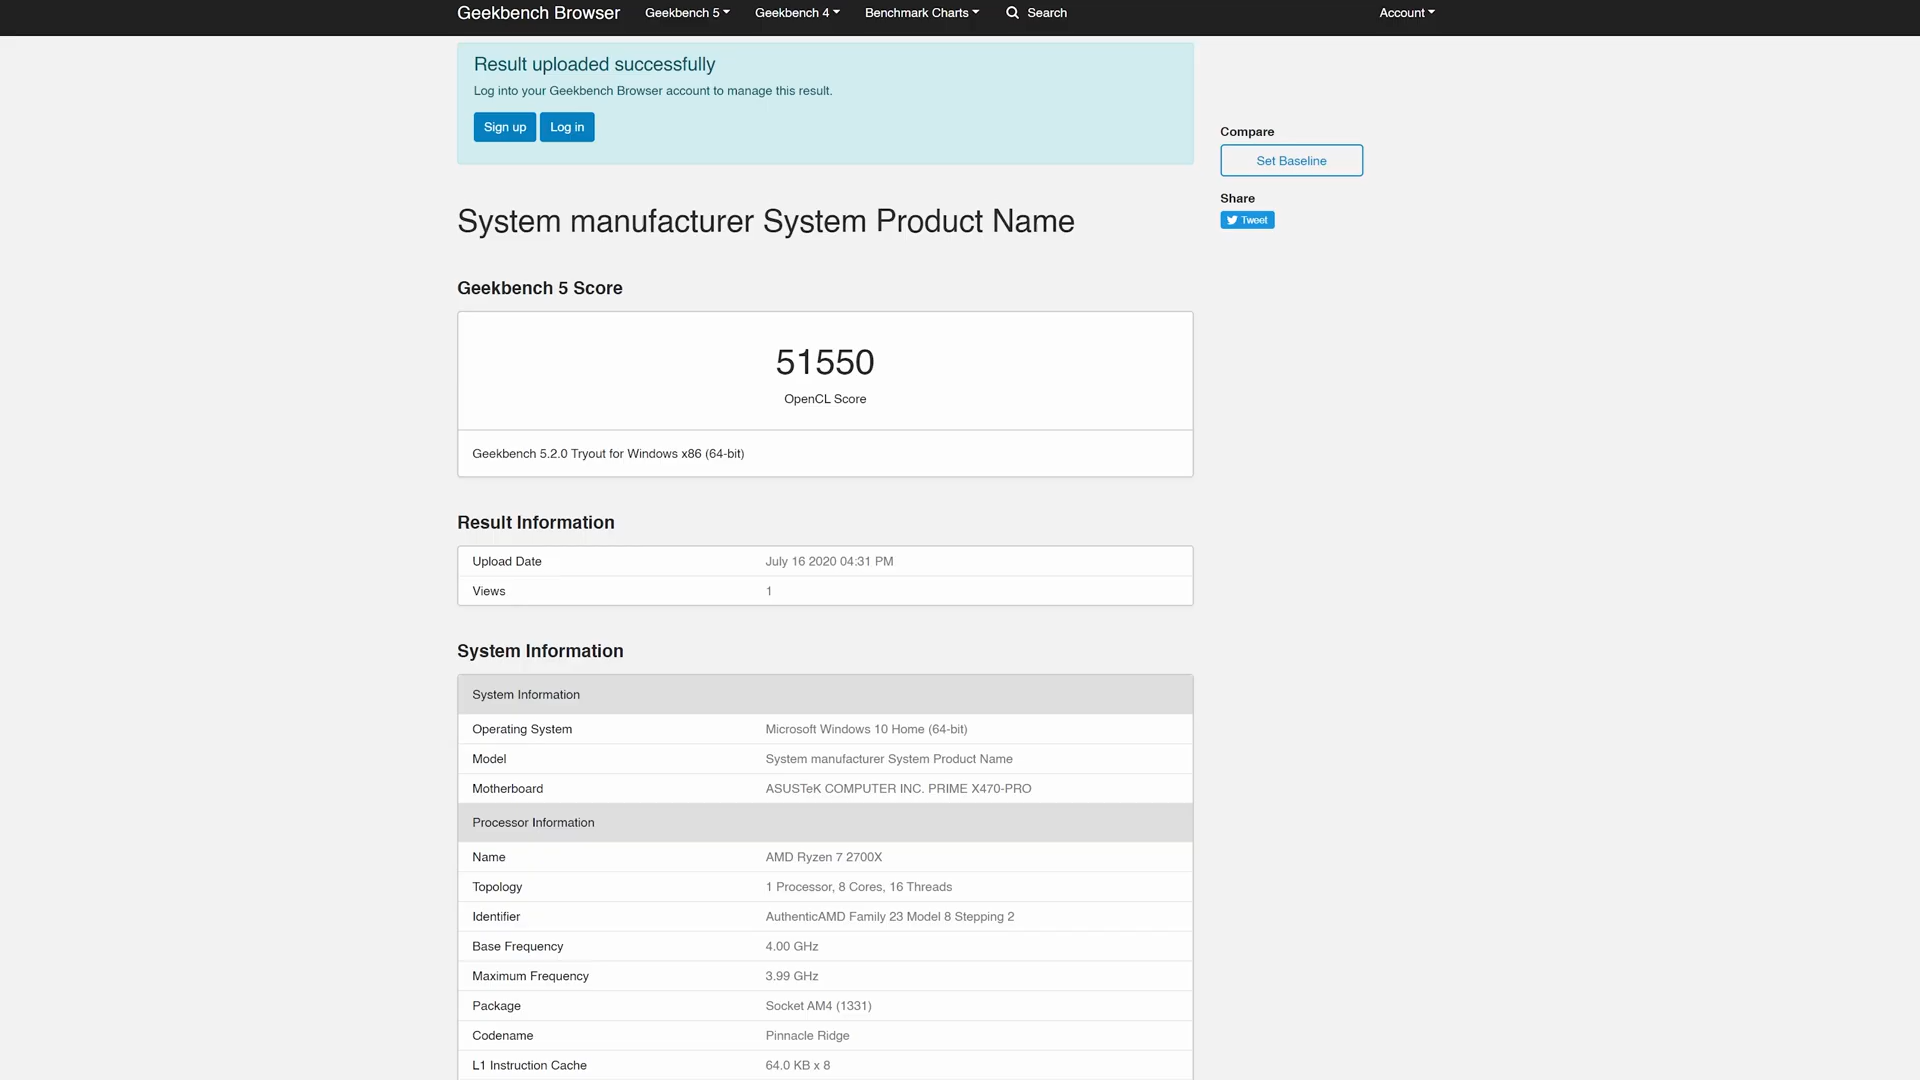 Geekbench Browser Geekbench 5 Geekbench 4 Benchmark Charts Search Account
Result uploaded successfully
Log into your Geekbench Browser account to manage this result.
Sign up Log in
Compare
Set Baseline
Share
Tweet
System manufacturer System Product Name
Geekbench 5 Score
51550
OpenCL Score
Geekbench 5.2.0 Tryout for Windows x86 (64-bit)
Result Information
Upload Date July 16 2020 04:31 PM
Views 1
System Information
System Information
Operating System Microsoft Windows 10 Home (64-bit)
Model System manufacturer System Product Name
Motherboard ASUSTeK COMPUTER INC. PRIME X470-PRO
Processor Information
Name AMD Ryzen 7 2700X
Topology 1 Processor, 8 Cores, 16 Threads
Identifier AuthenticAMD Family 23 Model 8 Stepping 2
Base Frequency 4.00 GHz
Maximum Frequency 3.99 GHz
Package Socket AM4 (1331)
Codename Pinnacle Ridge
L1 Instruction Cache 64.0 KB x 8